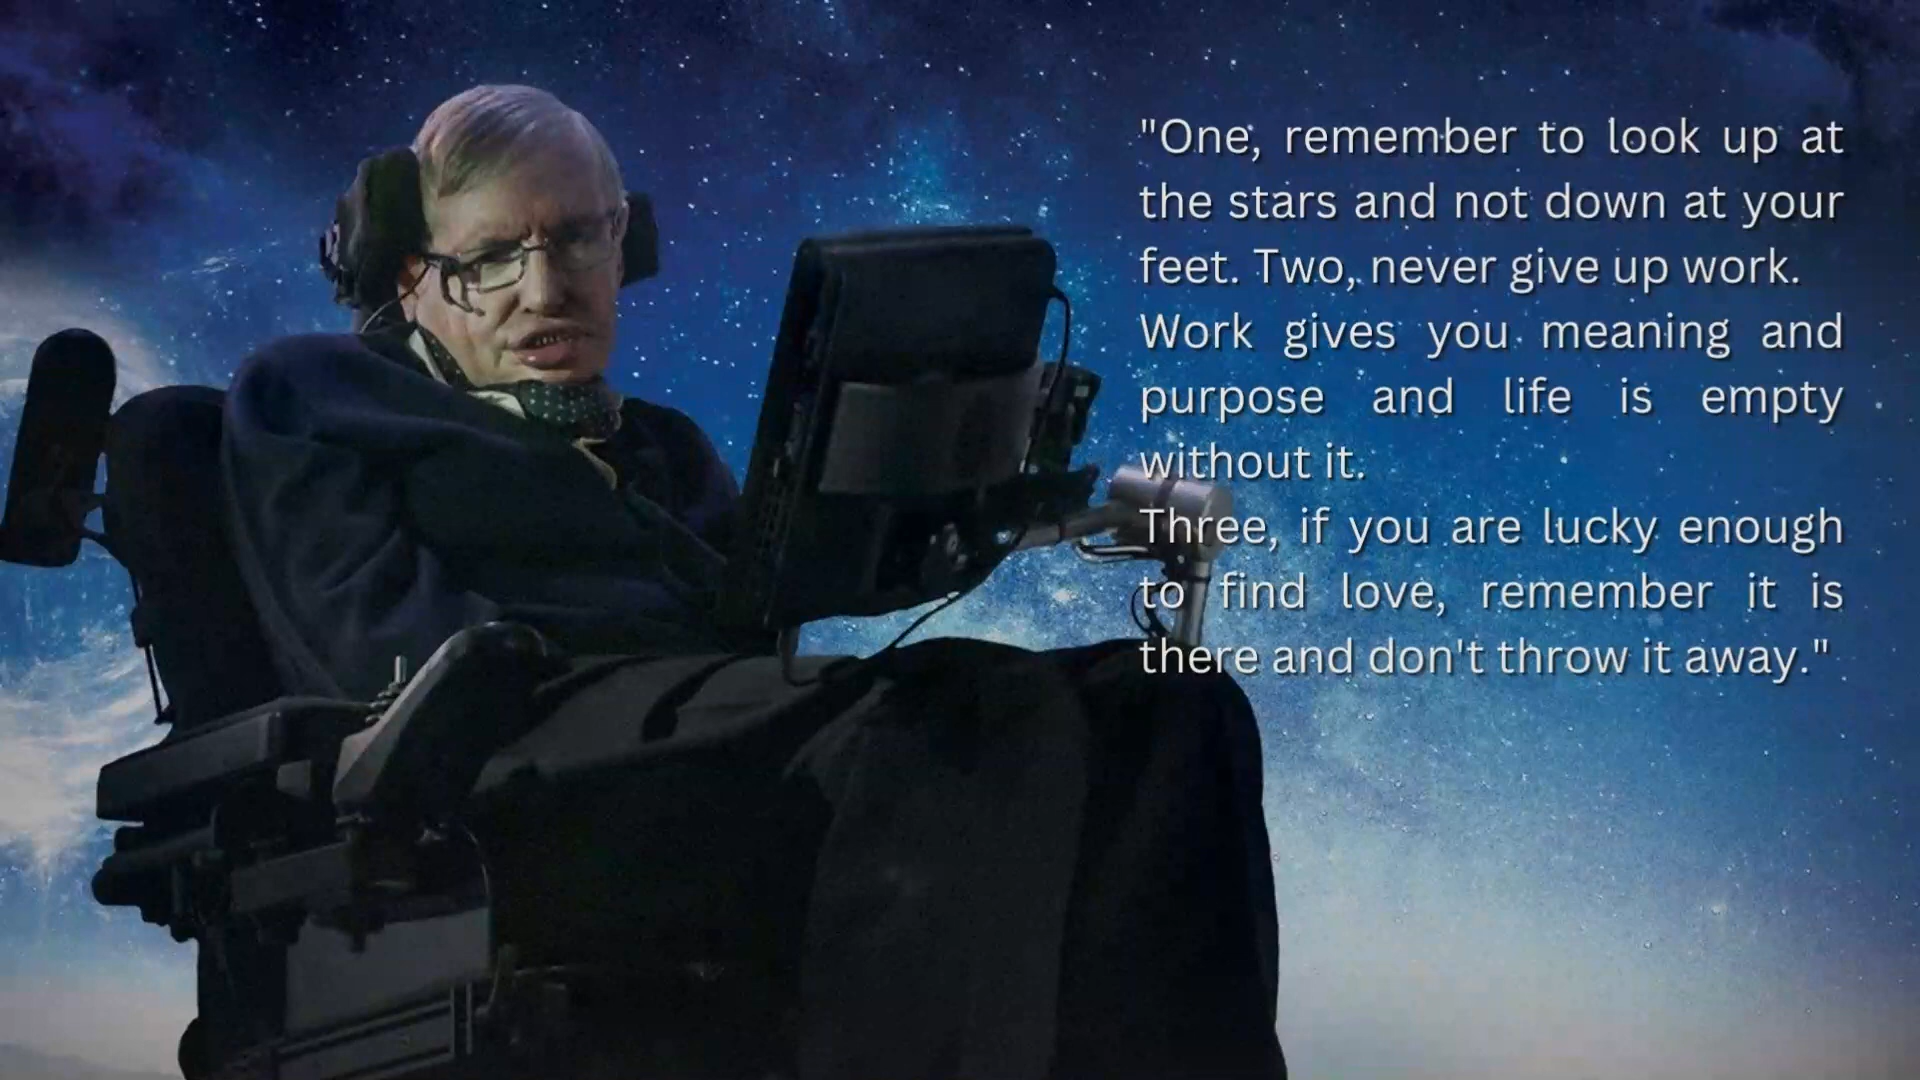 "One, remember to look up at
the stars and not down at your
feet. Two, never give up work.
Work gives you meaning and
purpose and life is empty
without it.
Three, if you are lucky enough
to find love, remember it is
there and don't throw it away."